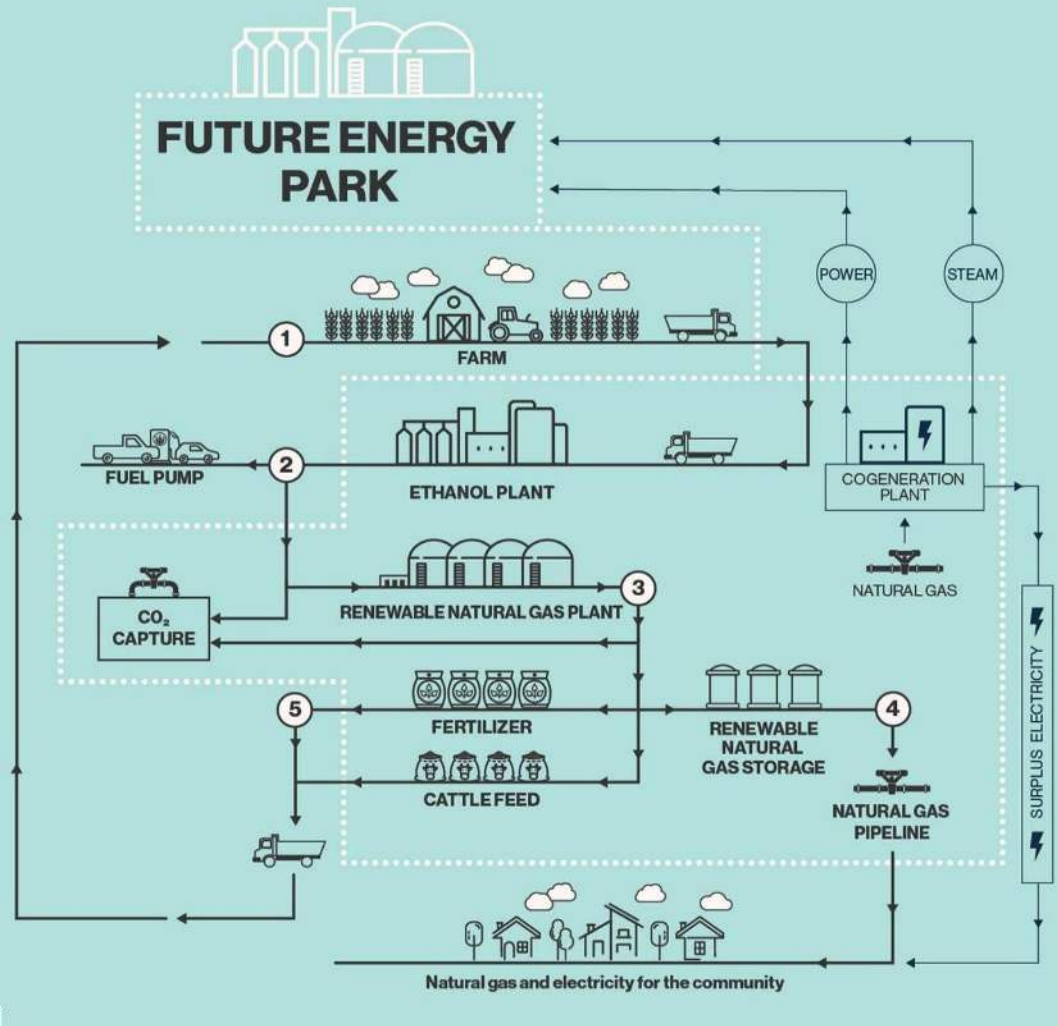 FUTURE ENERGY
PARK
POWER
STEAM
1
FARM
2
FUEL PUMP
ETHANOL PLANT
COGENERATION
PLANT
NATURAL GAS
3
RENEWABLE NATURAL GAS PLANT
CO₂
CAPTURE
SURPLUS ELECTRICITY
5
FERTILIZER
4
RENEWABLE
NATURAL
GAS STORAGE
CATTLE FEED
NATURAL GAS
PIPELINE
Natural gas and electricity for the community